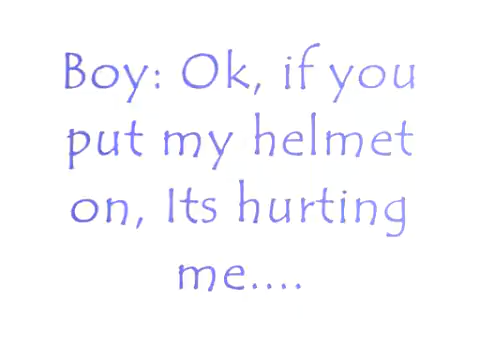 Boy: Ok, if you
put my helmet
on, Its hurting
me....